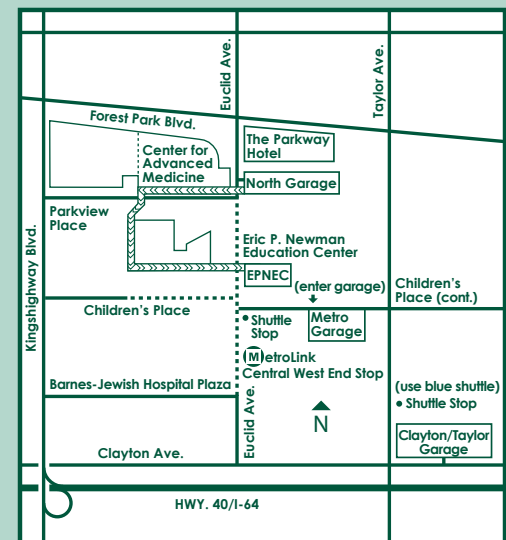 Euclid Ave.
Taylor Ave.
Forest Park Blvd.
The Parkway
Hotel
Center for
Advanced
Medicine
North Garage
Parkview
Place
Kingshighway Blvd.
Eric P. Newman
Education Center
EPNEC
(enter garage)
Children's
Place (cont.)
Children's Place
Shuttle
Stop
Metro
Garage
MetroLink
Central West End Stop
Barnes-Jewish Hospital Plaza
(use blue shuttle)
Shuttle Stop
Euclid Ave.
N
Clayton/Taylor
Garage
Clayton Ave.
HWY. 40/I-64